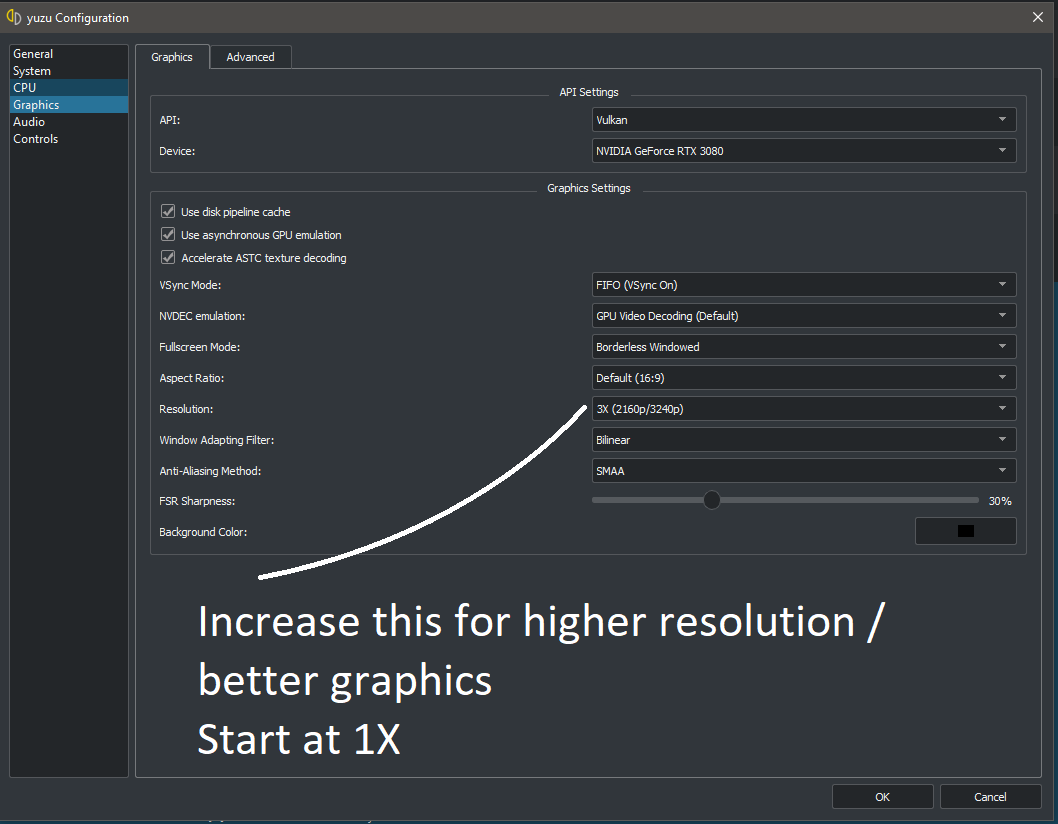 yuzu Configuration
General
System
CPU
Graphics
Audio
Controls
Graphics
Advanced
API Settings
API:
Vulkan
Device:
NVIDIA GeForce RTX 3080
Graphics Settings
Use disk pipeline cache
Use asynchronous GPU emulation
Accelerate ASTC texture decoding
VSync Mode:
FIFO (VSync On)
NVDEC emulation:
GPU Video Decoding (Default)
Fullscreen Mode:
Borderless Windowed
Aspect Ratio:
Default (16:9)
Resolution:
3X (2160p/3240p)
Window Adapting Filter:
Bilinear
Anti-Aliasing Method:
SMAA
FSR Sharpness:
30%
Background Color:
Increase this for higher resolution /
better graphics
Start at 1X
OK
Cancel